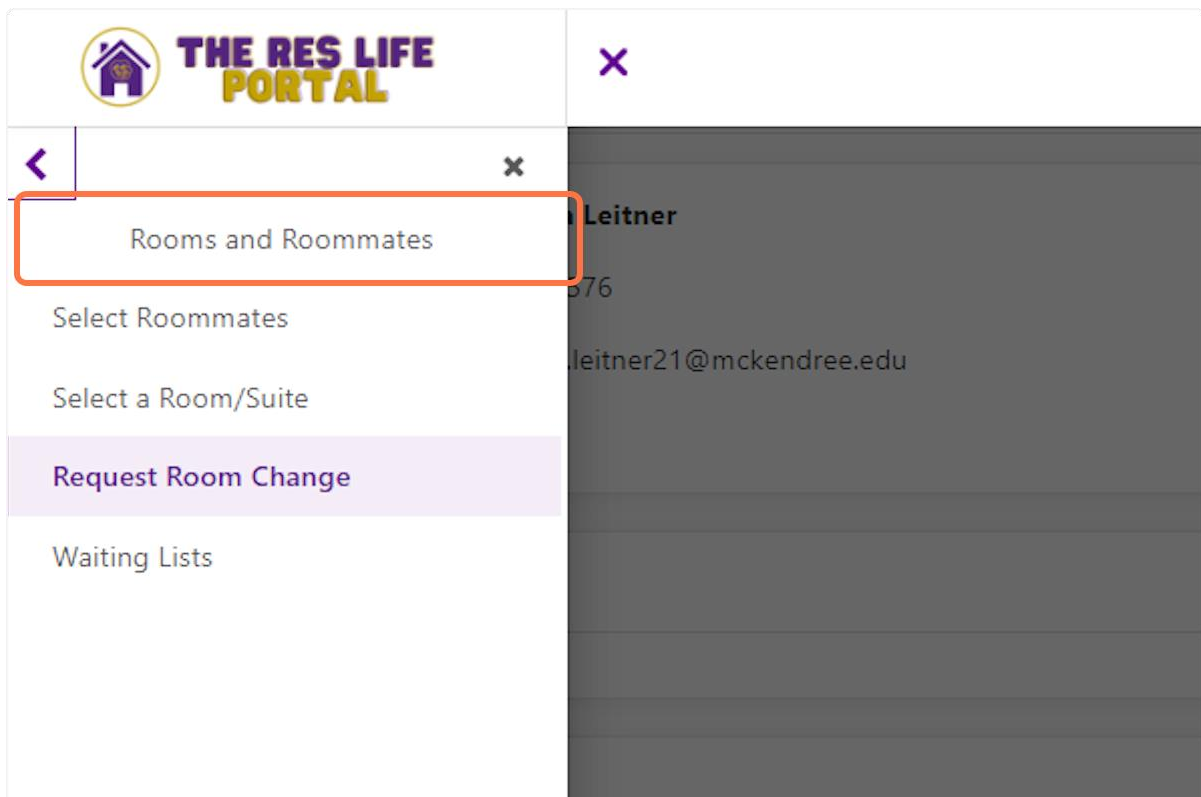 THE RES LIFE
PORTAL
Rooms and Roommates
Select Roommates
Select a Room/Suite
Request Room Change
Waiting Lists
Leitner
376
.leitner21@mckendree.edu